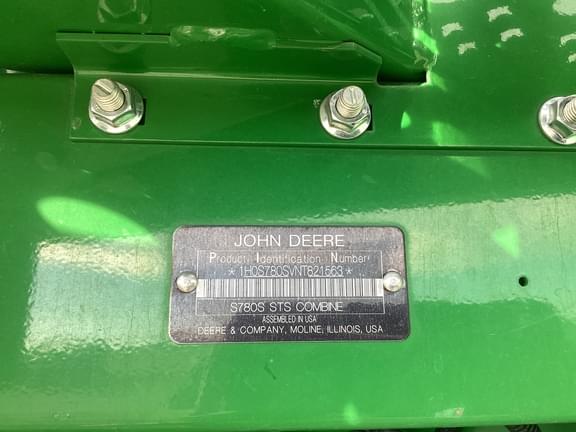 JOHN DEERE
Product Identification Number
*1H0S780SVNT821563*
S780S STS COMBINE
ASSEMBLED IN USA
DEERE & COMPANY, MOLINE, ILLINOIS, USA